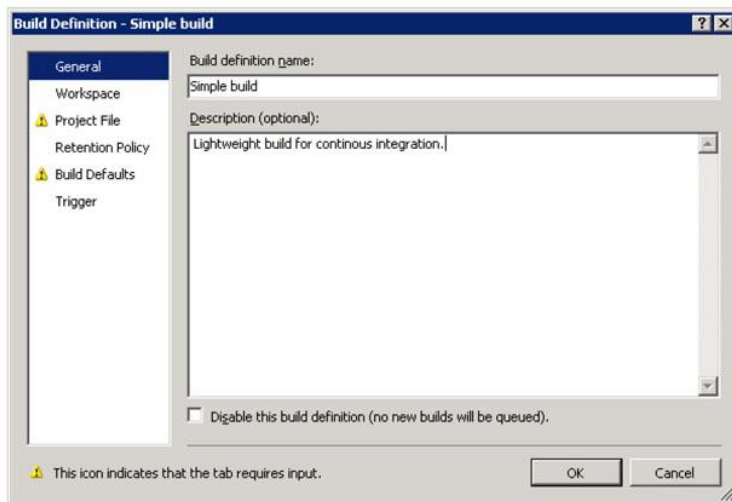 Build Definition - Simple build
General
Workspace
Project File
Retention Policy
Build Defaults
Trigger
Build definition name:
Simple build
Description (optional):
Lightweight build for continous integration.
Disable this build definition (no new builds will be queued).
This icon indicates that the tab requires input.
OK
Cancel